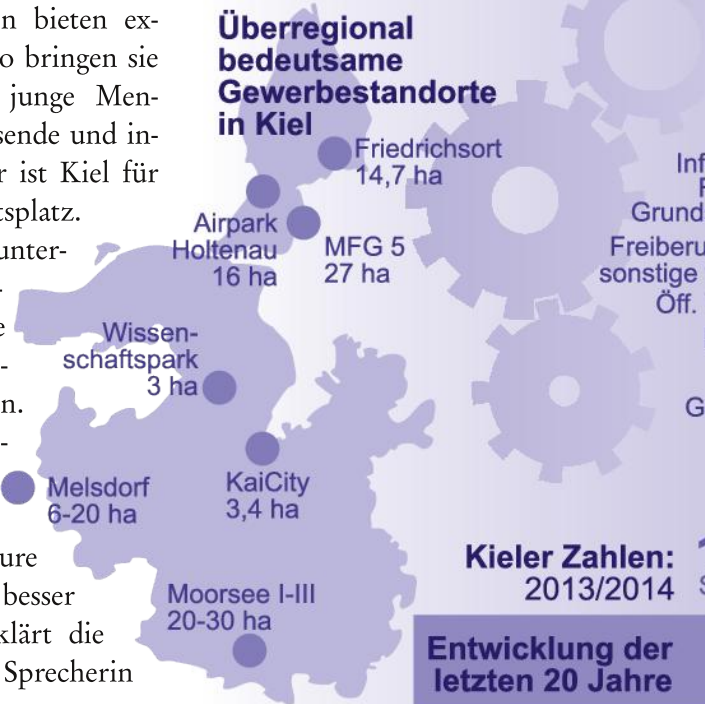 n bieten ex-
o bringen sie
junge Men-
sende und in-
r ist Kiel für
tsplatz.
unter-
-
e
-
n.
-
ure
besser
klärt die
Sprecherin
Überregional
bedeutsame
Gewerbestandorte
in Kiel
Friedrichsort
14,7 ha
Airpark
Holtenau
16 ha
MFG 5
27 ha
Wissen-
schaftspark
3 ha
KaiCity
3,4 ha
Melsdorf
6-20 ha
Moorsee I-III
20-30 ha
Inf
Grund
Freiberu
sonstige
Öff.
G
Kieler Zahlen:
2013/2014
Entwicklung der
letzten 20 Jahre